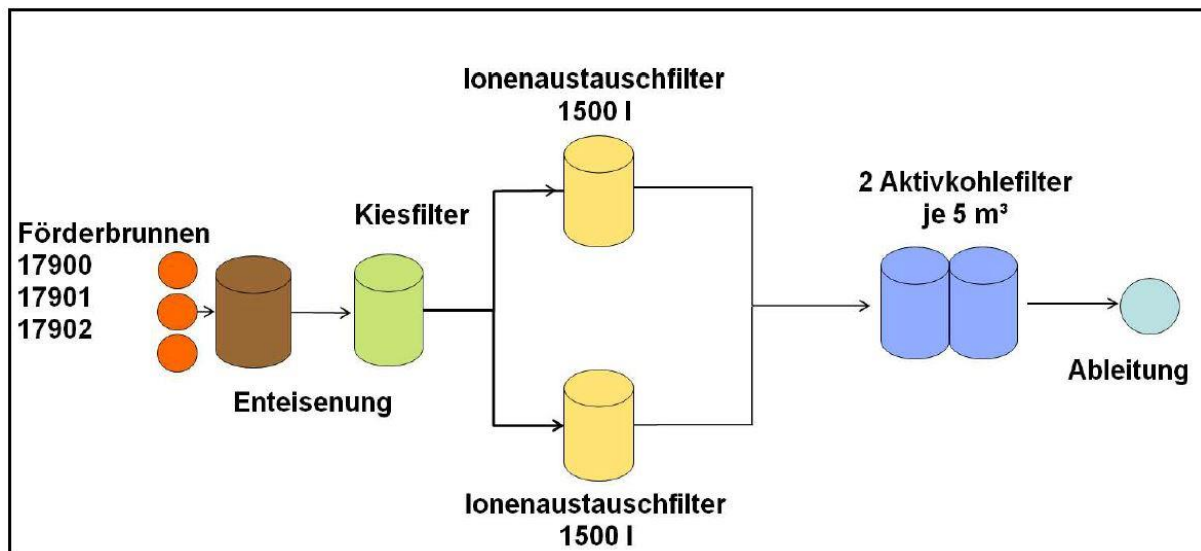 Ionenaustauschfilter
1500 l
2 Aktivkohlefilter
je 5 m³
Kiesfilter
Förderbrunnen
17900
17901
17902
Enteisenung
Ableitung
Ionenaustauschfilter
1500 l